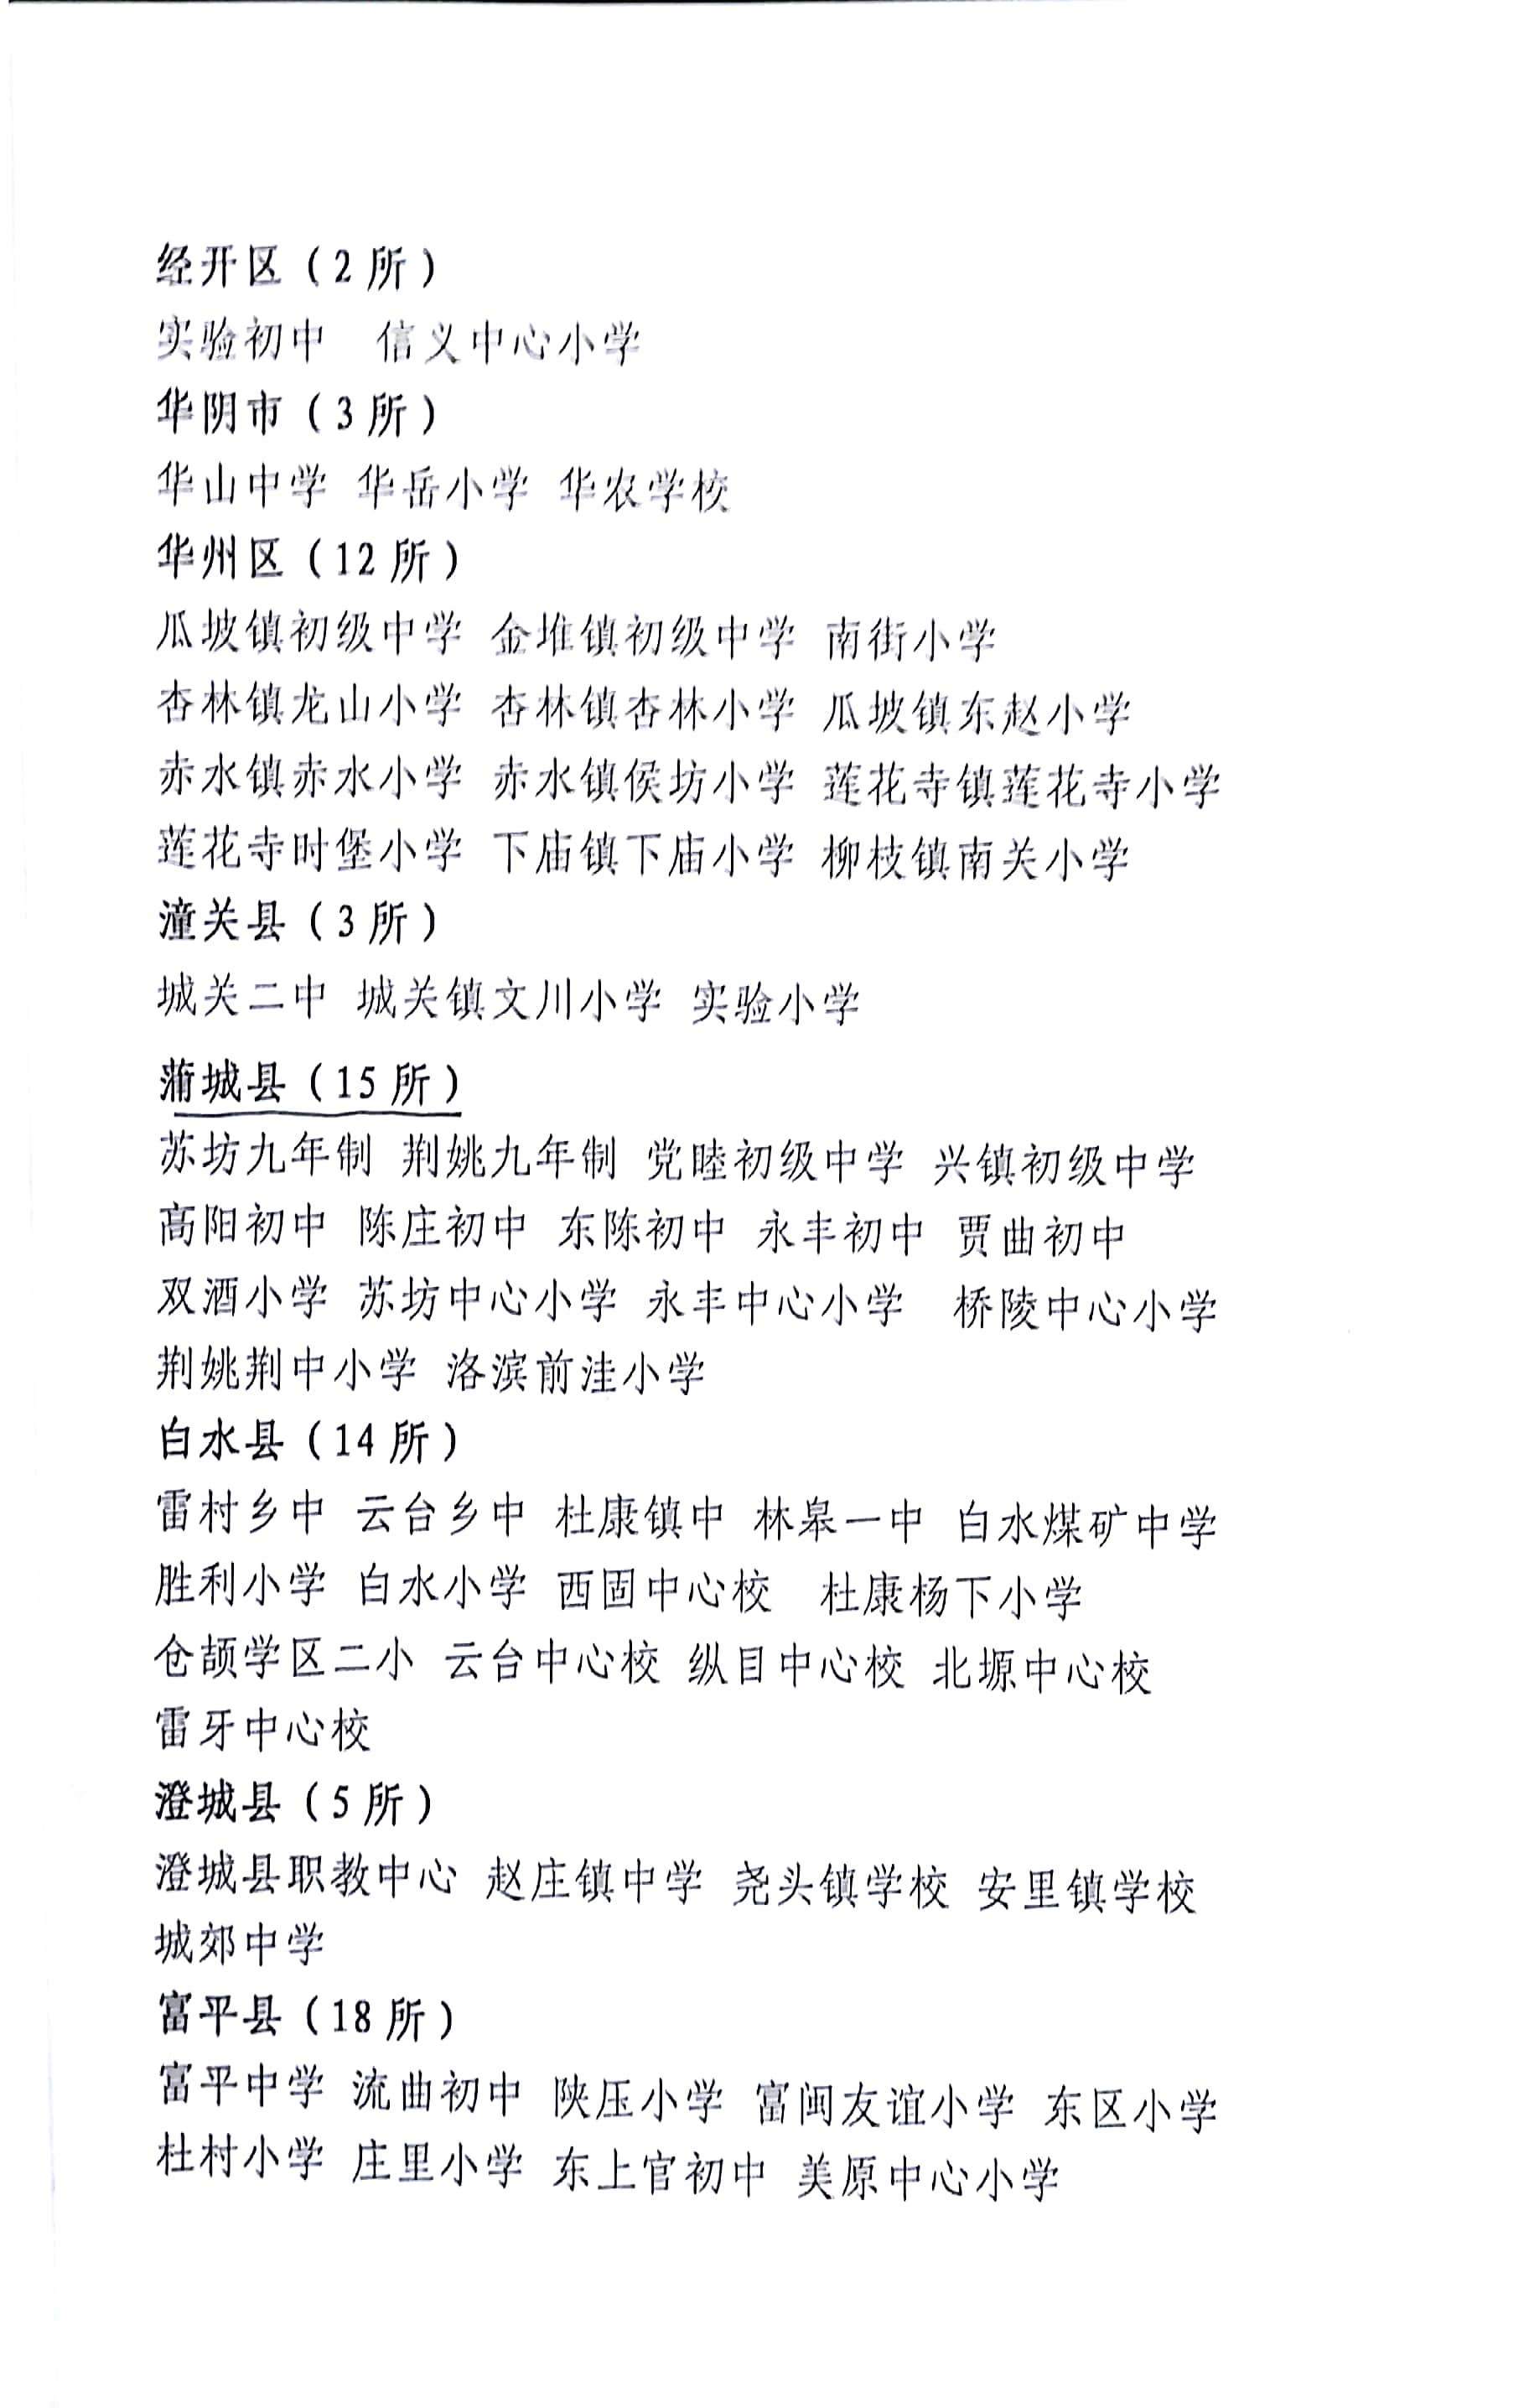 经开区（2 所）
实验初中 信义中心小学
华阴市（3 所）
华山中学 华岳小学 华农学校
华州区（12 所）
瓜坡镇初级中学 金堆镇初级中学 南街小学
杏林镇龙山小学 杏林镇杏林小学 瓜坡镇东赵小学
赤水镇赤水小学 赤水镇侯坊小学 莲花寺镇莲花寺小学
莲花寺时堡小学 下庙镇下庙小学 柳枝镇南关小学
潼关县（3 所）
城关二中 城关镇文川小学 实验小学
蒲城县（15 所）
苏坊九年制 荆姚九年制 党睦初级中学 兴镇初级中学
高阳初中 陈庄初中 东陈初中 永丰初中 贾曲初中
双酒小学 苏坊中心小学 永丰中心小学 桥陵中心小学
荆姚荆中小学 洛滨前洼小学
白水县（14 所）
雷村乡中 云台乡中 杜康镇中 林皋一中 白水煤矿中学
胜利小学 白水小学 西固中心校 杜康杨下小学
仓颉学区二小 云台中心校 纵目中心校 北塬中心校
雷牙中心校
澄城县（5 所）
澄城县职教中心 赵庄镇中学 尧头镇学校 安里镇学校
城郊中学
富平县（18 所）
富平中学 流曲初中 陕压小学 富闽友谊小学 东区小学
杜村小学 庄里小学 东上官初中 美原中心小学